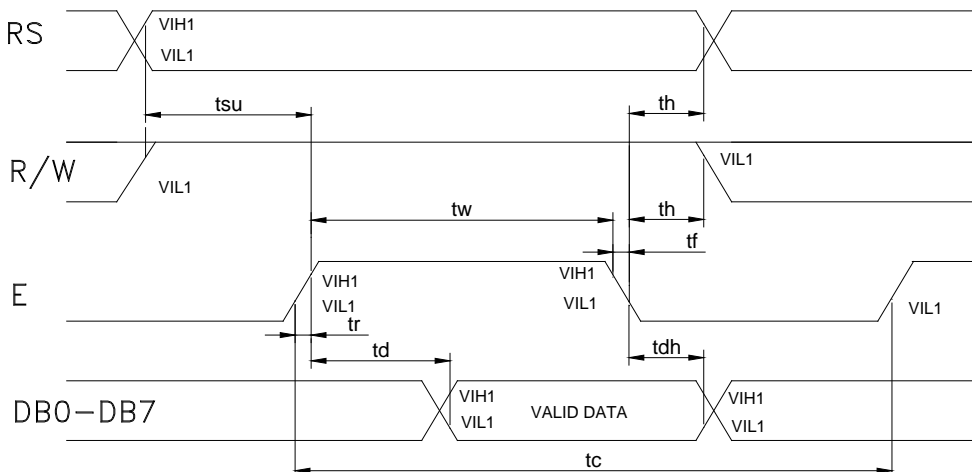 RS
VIH1
VIL1
tsu
th
R/W
VIL1
VIL1
tw
th
tf
E
VIH1
VIL1
VIH1
VIL1
VIL1
tr
td
tdh
DB0-DB7
VIH1
VIL1
VALID DATA
VIH1
VIL1
tc